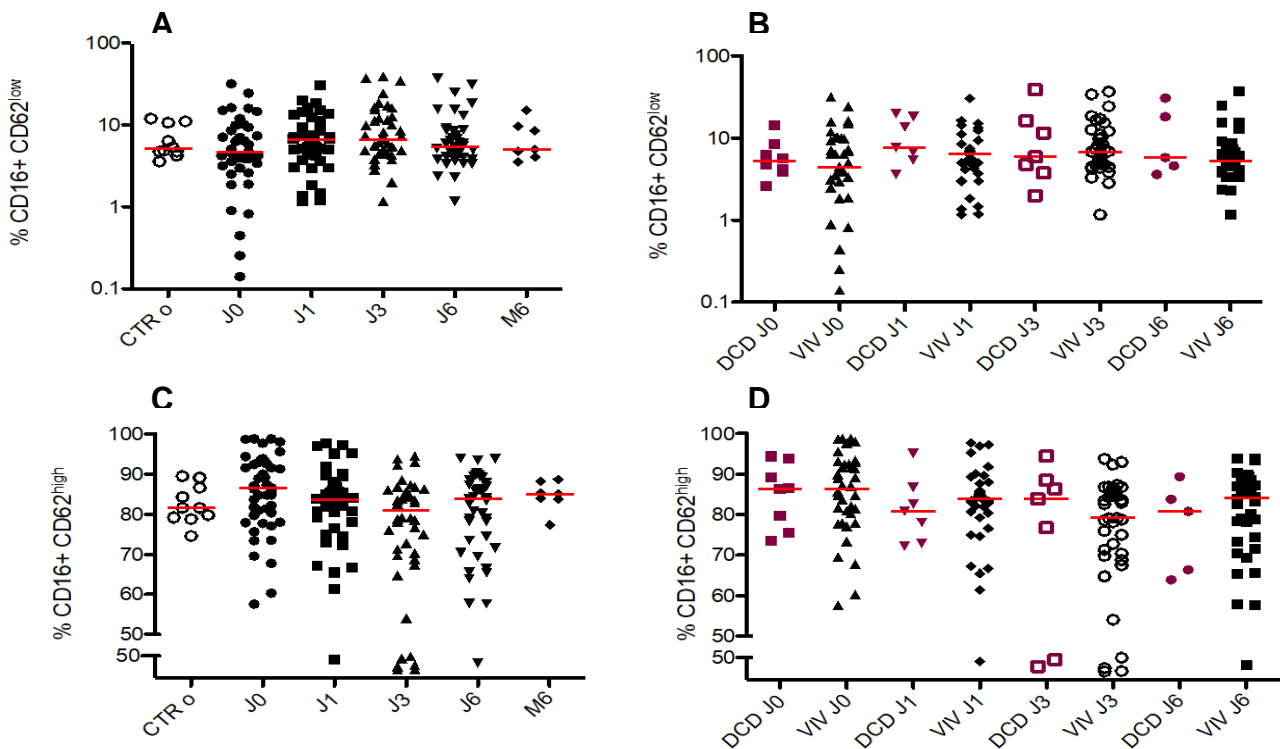 A
% CD16+ CD62low
100
10
1
0.1
CTR o
J0
J1
J3
J6
M6
B
% CD16+ CD62low
100
10
1
0.1
DCD J0
VIV J0
DCD J1
VIV J1
DCD J3
VIV J3
DCD J6
VIV J6
C
% CD16+ CD62high
100
90
80
70
60
50
50
CTR o
J0
J1
J3
J6
M6
D
% CD16+ CD62high
100
90
80
70
60
50
50
DCD J0
VIV J0
DCD J1
VIV J1
DCD J3
VIV J3
DCD J6
VIV J6